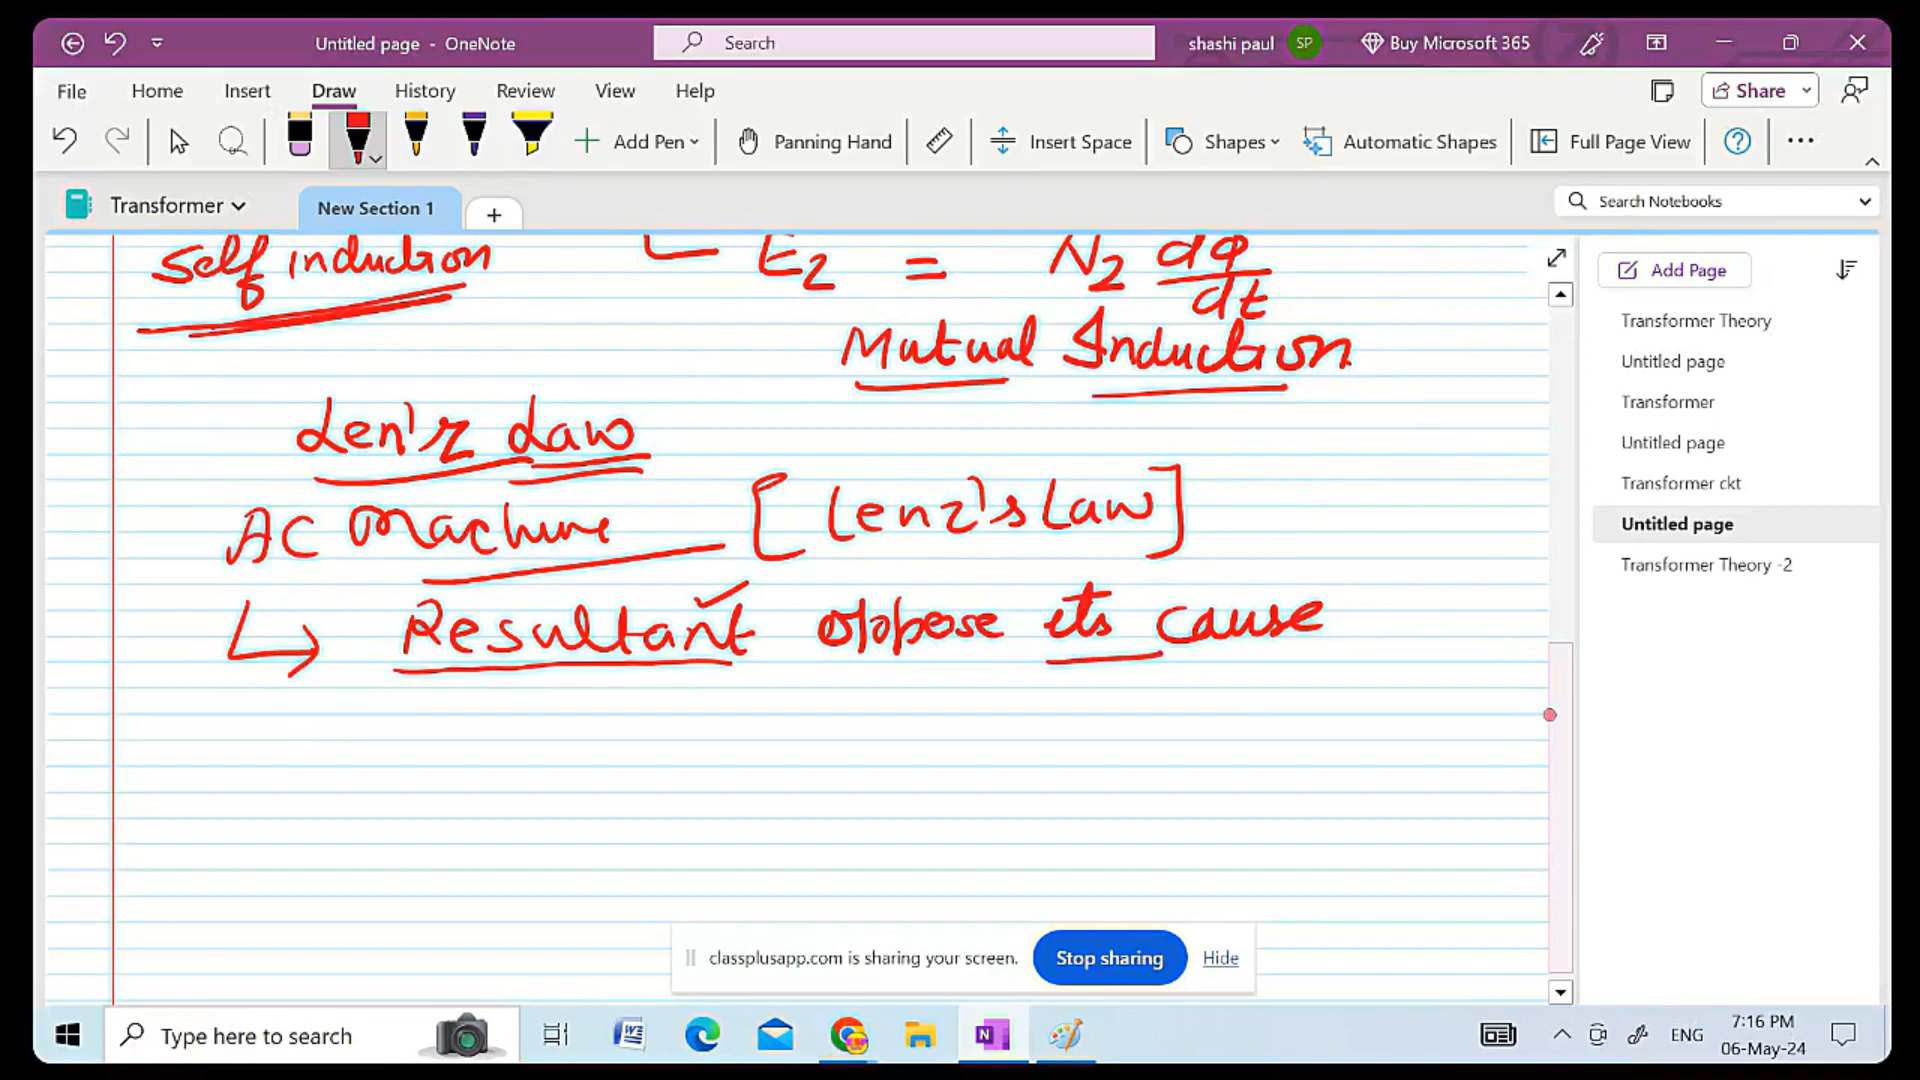 Untitled page - OneNote
Search
shashi paul SP
Buy Microsoft 365
File Home Insert Draw History Review View Help
Share
Add Pen
Panning Hand
Insert Space
Shapes
Automatic Shapes
Full Page View
Transformer
New Section 1
Search Notebooks
Self induction
E2 = N2 dφ/dt
Mutual Induction
Len'z Law
AC machine [Lenz's Law]
Resultant oppose its cause
Add Page
Transformer Theory
Untitled page
Transformer
Untitled page
Transformer ckt
Untitled page
Transformer Theory -2
classplusapp.com is sharing your screen.
Stop sharing
Hide
Type here to search
ENG
7:16 PM
06-May-24